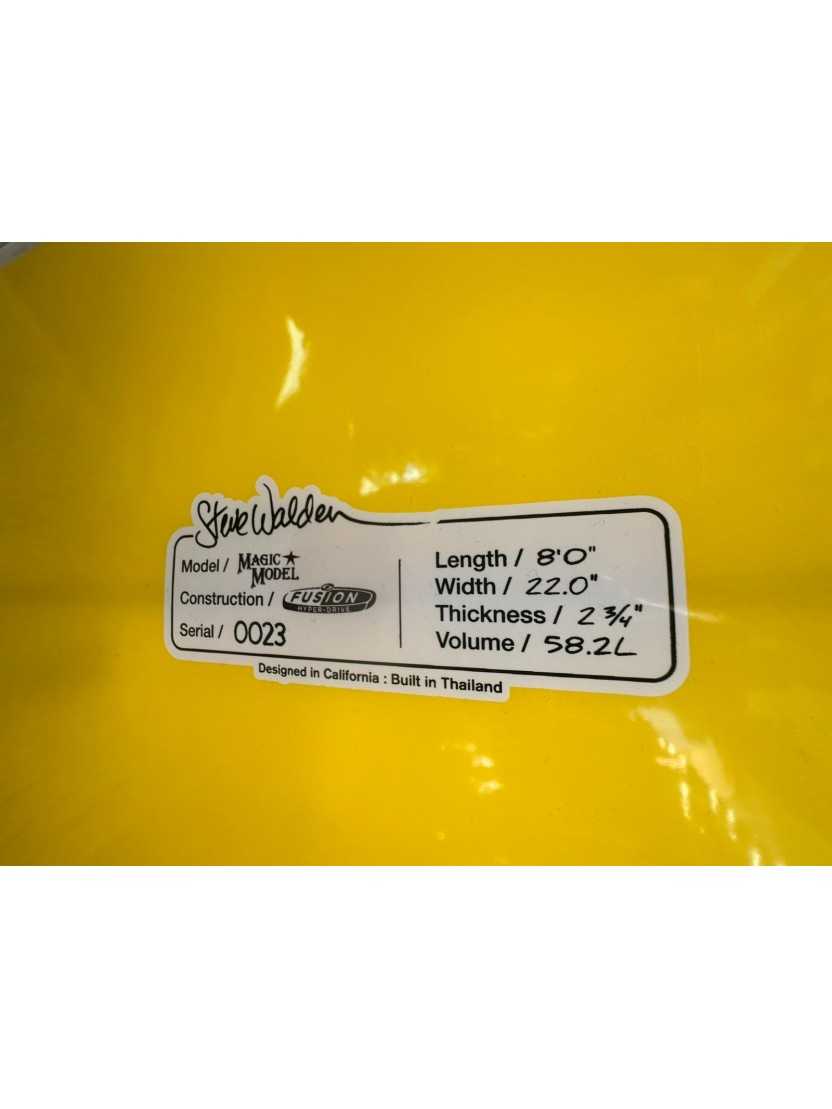 Steve Walden
Model / MAGIC★
MODEL
Construction / FUSION
HYPER-DRIVE
Serial / 0023
Length / 8'0"
Width / 22.0"
Thickness / 2 3/4"
Volume / 58.2L
Designed in California : Built in Thailand